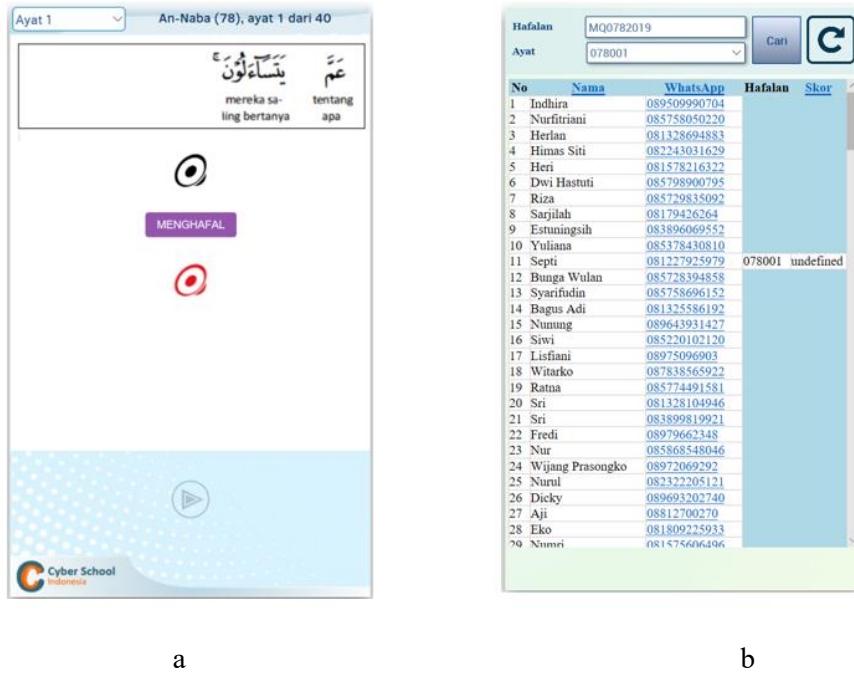 Ayat 1
An-Naba (78), ayat 1 dari 40
عَمَّ يَتَسَآءَلُوْنَۚ
mereka sa-
ling bertanya
tentang
apa
MENGHAFAL
Cyber School
Indonesia
a
Hafalan MQ0782019
Ayat 078001
Cari
No Nama WhatsApp Hafalan Skor
1 Indhira 089509990704
2 Nurfitriani 085758050220
3 Herlan 081328694883
4 Himas Siti 082243031629
5 Heri 081578216322
6 Dwi Hastuti 085798900795
7 Riza 085729835092
8 Sarjilah 08179426264
9 Estuningsih 083896069552
10 Yuliana 085378430810
11 Septi 081227925979 078001 undefined
12 Bunga Wulan 085728394858
13 Syarifudin 085758696152
14 Bagus Adi 081325586192
15 Nunung 089643931427
16 Siwi 085220102120
17 Lisfiani 08975096903
18 Witarko 087838565922
19 Ratna 085774491581
20 Sri 081328104946
21 Sri 083899819921
22 Fredi 08979662348
23 Nur 085868548046
24 Wijang Prasongko 08972069292
25 Nurul 082322205121
26 Dicky 089693202740
27 Aji 08812700270
28 Eko 081809225933
29 Numri 081575606496
b